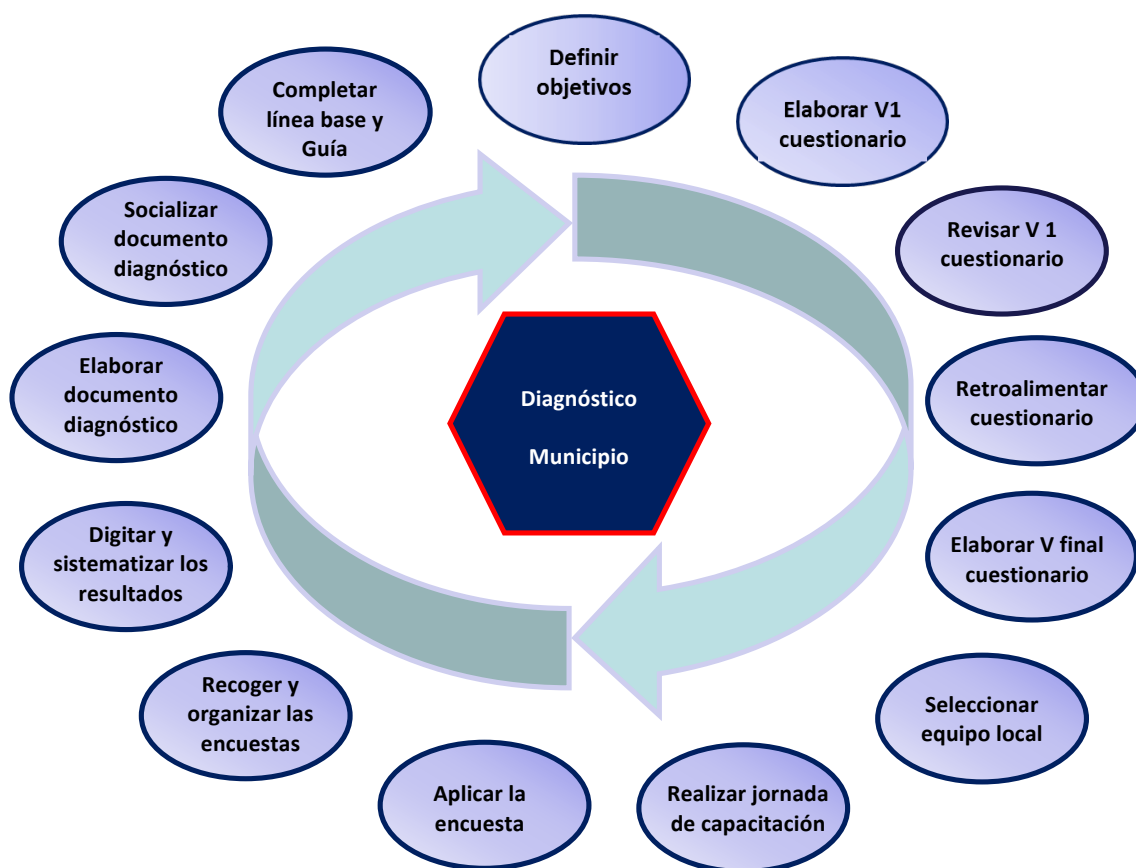 Definir
objetivos
Elaborar V1
cuestionario
Revisar V 1
cuestionario
Retroalimentar
cuestionario
Elaborar V final
cuestionario
Seleccionar
equipo local
Realizar jornada
de capacitación
Aplicar la
encuesta
Recoger y
organizar las
encuestas
Digitar y
sistematizar los
resultados
Elaborar
documento
diagnóstico
Socializar
documento
diagnóstico
Completar
línea base y
Guía
Diagnóstico
Municipio